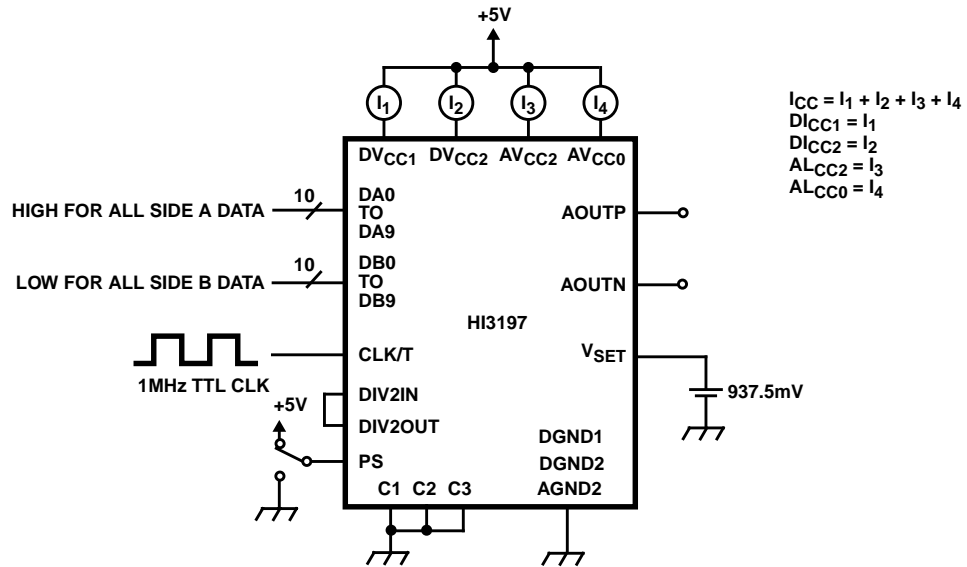 +5V
I1 I2 I3 I4
ICC = I1 + I2 + I3 + I4
DICC1 = I1
DICC2 = I2
ALCC2 = I3
ALCC0 = I4
DVCC1 DVCC2 AVCC2 AVCC0
HIGH FOR ALL SIDE A DATA
10
DA0
TO
DA9
AOUTP
LOW FOR ALL SIDE B DATA
10
DB0
TO
DB9
AOUTN
HI3197
1MHz TTL CLK
CLK/T
VSET
937.5mV
DIV2IN
DIV2OUT
+5V
PS
DGND1
DGND2
AGND2
C1 C2 C3